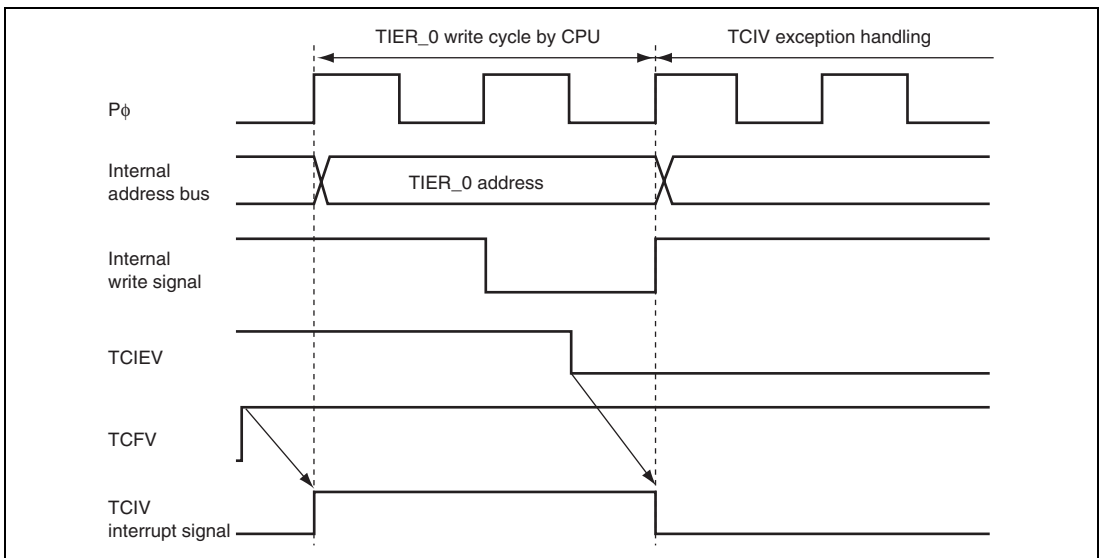 TIER_0 write cycle by CPU
TCIV exception handling
Pϕ
Internal
address bus
TIER_0 address
Internal
write signal
TCIEV
TCFV
TCIV
interrupt signal